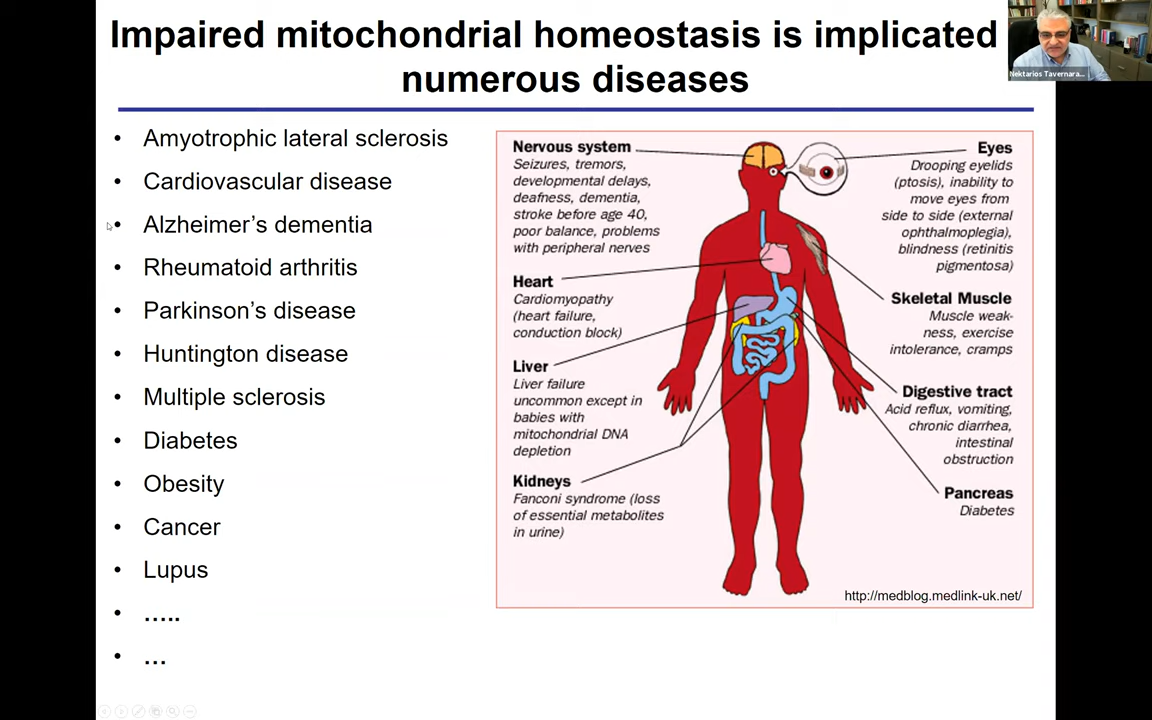 Impaired mitochondrial homeostasis is implicated
numerous diseases
Nektarios Tavernara...
• Amyotrophic lateral sclerosis
• Cardiovascular disease
• Alzheimer’s dementia
• Rheumatoid arthritis
• Parkinson’s disease
• Huntington disease
• Multiple sclerosis
• Diabetes
• Obesity
• Cancer
• Lupus
• …..
• …
Nervous system
Seizures, tremors,
developmental delays,
deafness, dementia,
stroke before age 40,
poor balance, problems
with peripheral nerves
Heart
Cardiomyopathy
(heart failure,
conduction block)
Liver
Liver failure
uncommon except in
babies with
mitochondrial DNA
depletion
Kidneys
Fanconi syndrome (loss
of essential metabolites
in urine)
Eyes
Drooping eyelids
(ptosis), inability to
move eyes from
side to side (external
ophthalmoplegia),
blindness (retinitis
pigmentosa)
Skeletal Muscle
Muscle weak-
ness, exercise
intolerance, cramps
Digestive tract
Acid reflux, vomiting,
chronic diarrhea,
intestinal
obstruction
Pancreas
Diabetes
http://medblog.medlink-uk.net/